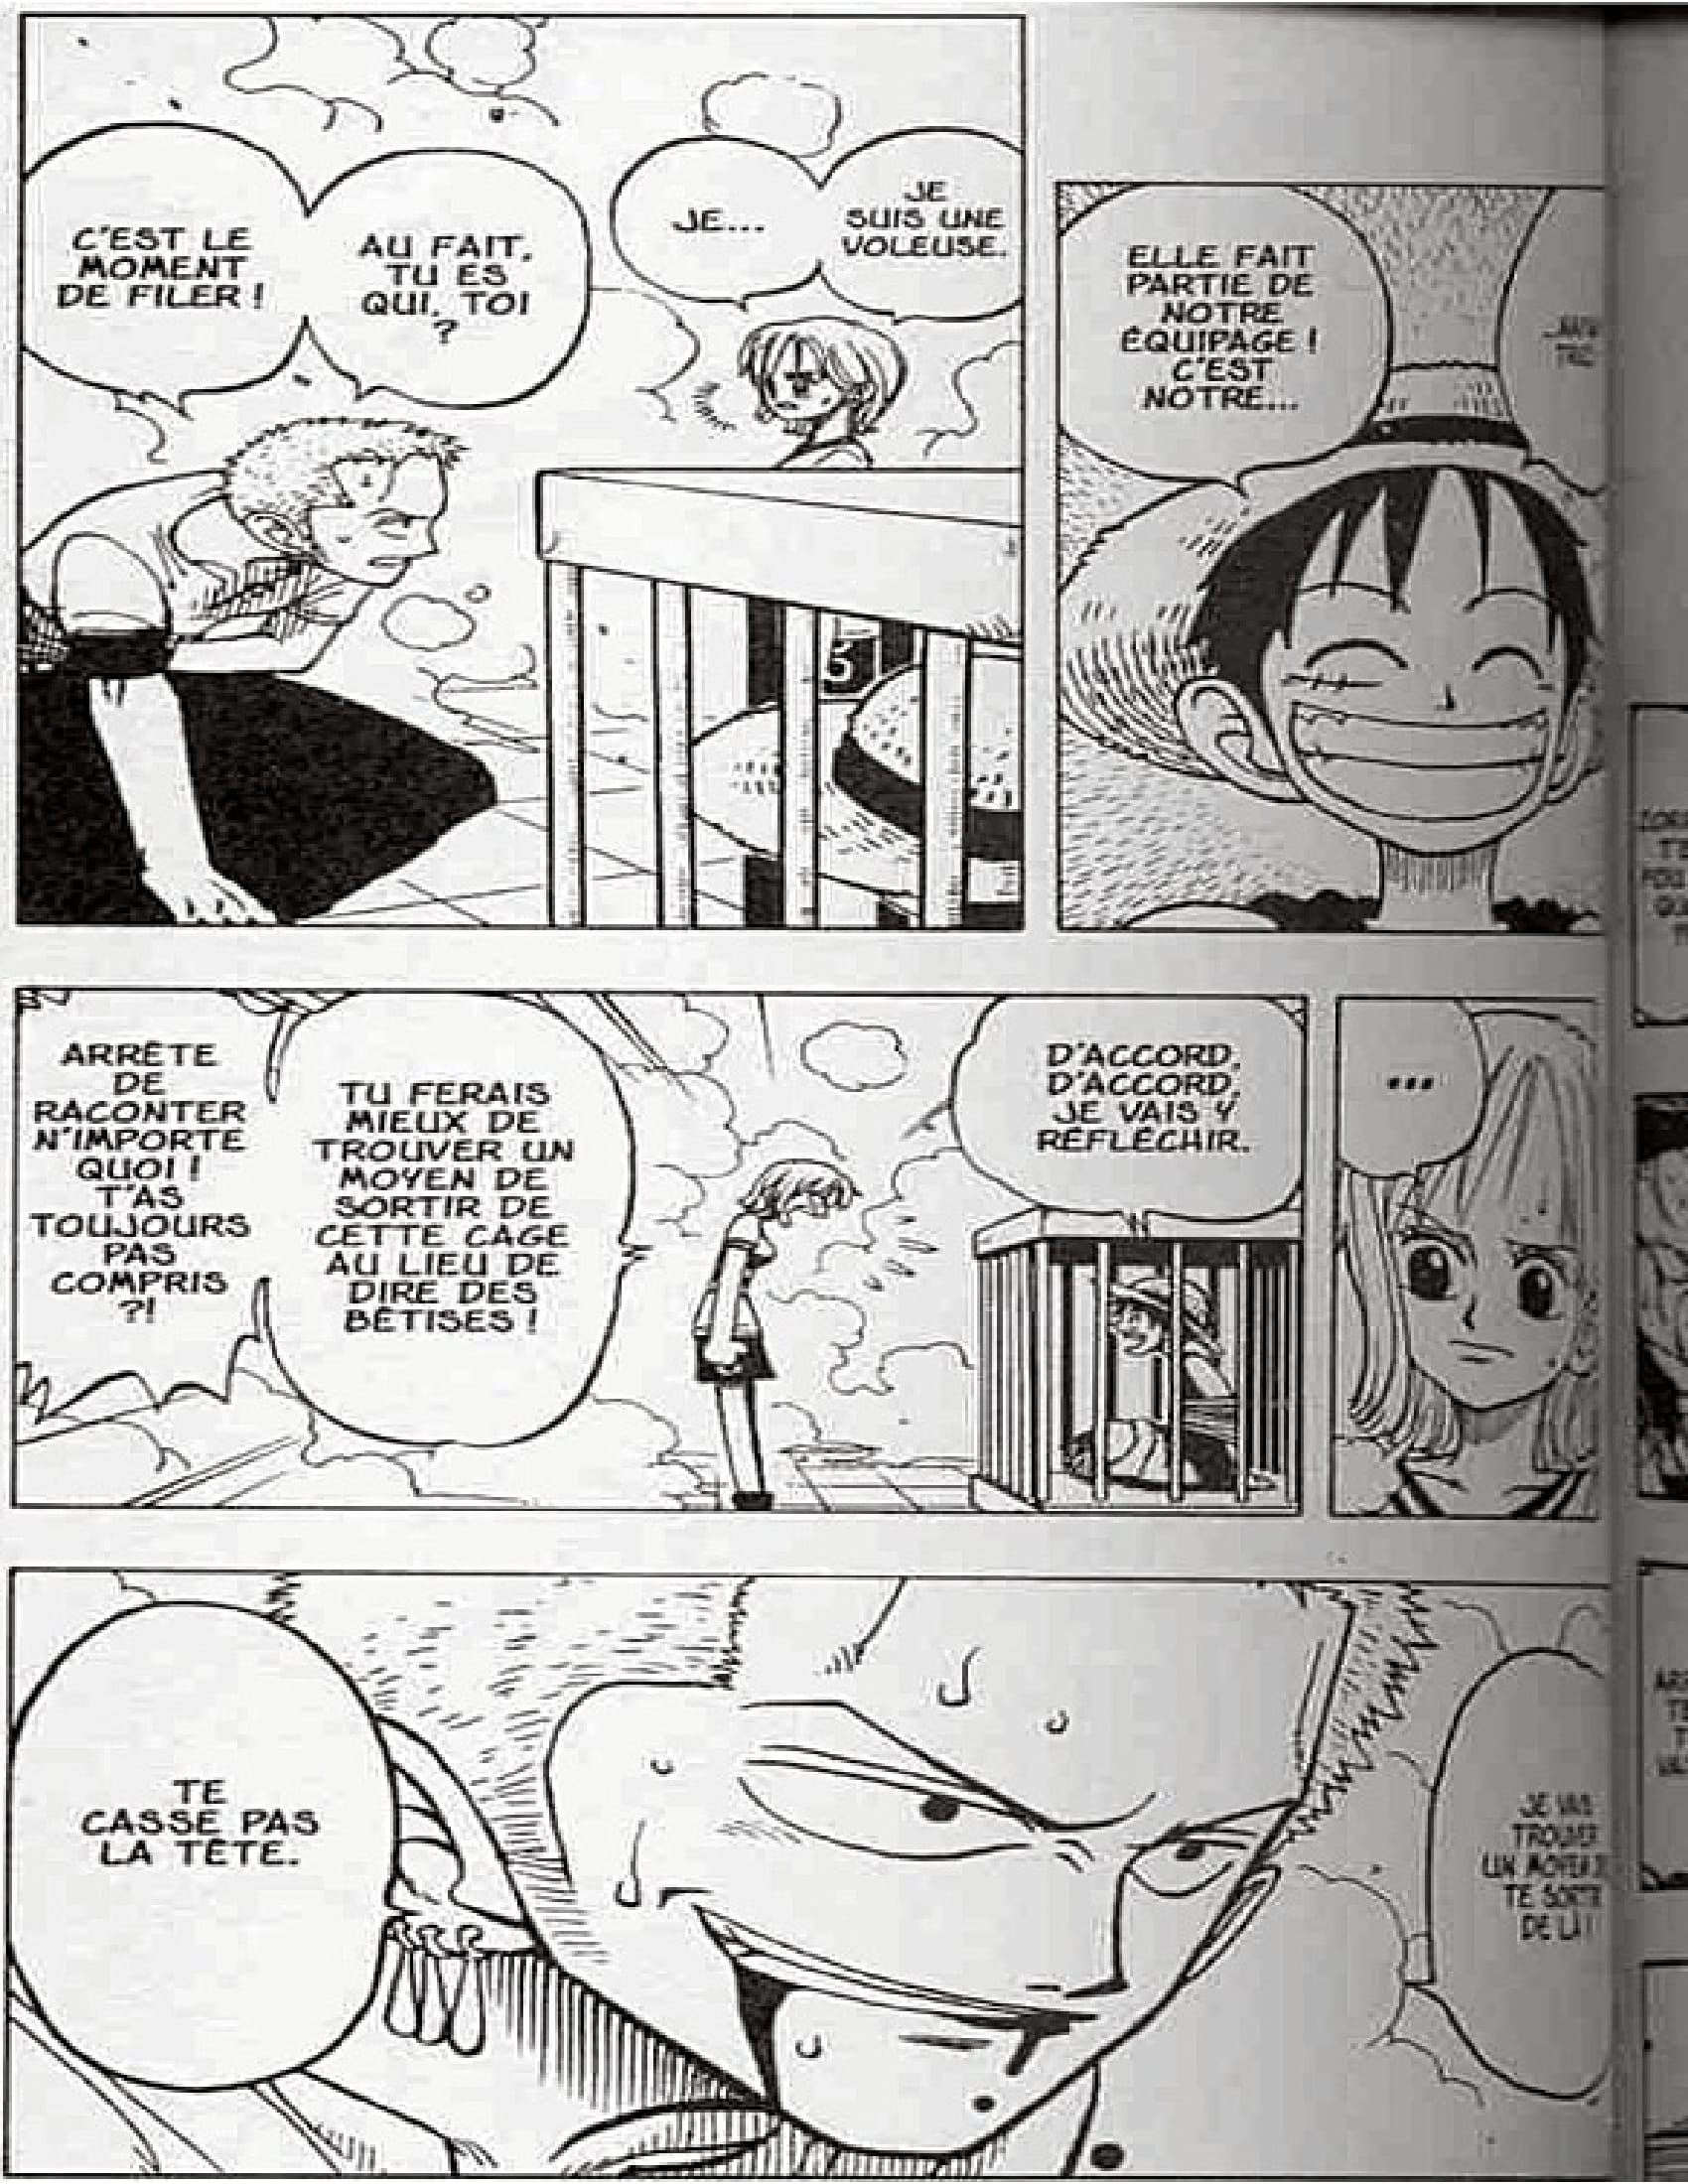 C'EST LE
MOMENT
DE FILER !
AU FAIT,
TU ES
QUI, TOI
?
JE...
JE
SUIS UNE
VOLEUSE.
ELLE FAIT
PARTIE DE
NOTRE
ÉQUIPAGE !
C'EST
NOTRE...
3
ARRÊTE
DE
RACONTER
N'IMPORTE
QUOI !
T'AS
TOUJOURS
PAS
COMPRIS
?!
TU FERAIS
MIEUX DE
TROUVER UN
MOYEN DE
SORTIR DE
CETTE CAGE
AU LIEU DE
DIRE DES
BÊTISES !
D'ACCORD,
D'ACCORD,
JE VAIS Y
RÉFLÉCHIR.
...
TE
CASSE PAS
LA TÊTE.
JE VAIS
TROUVER
UN MOYEN
TE SORTIR
DE LÀ !